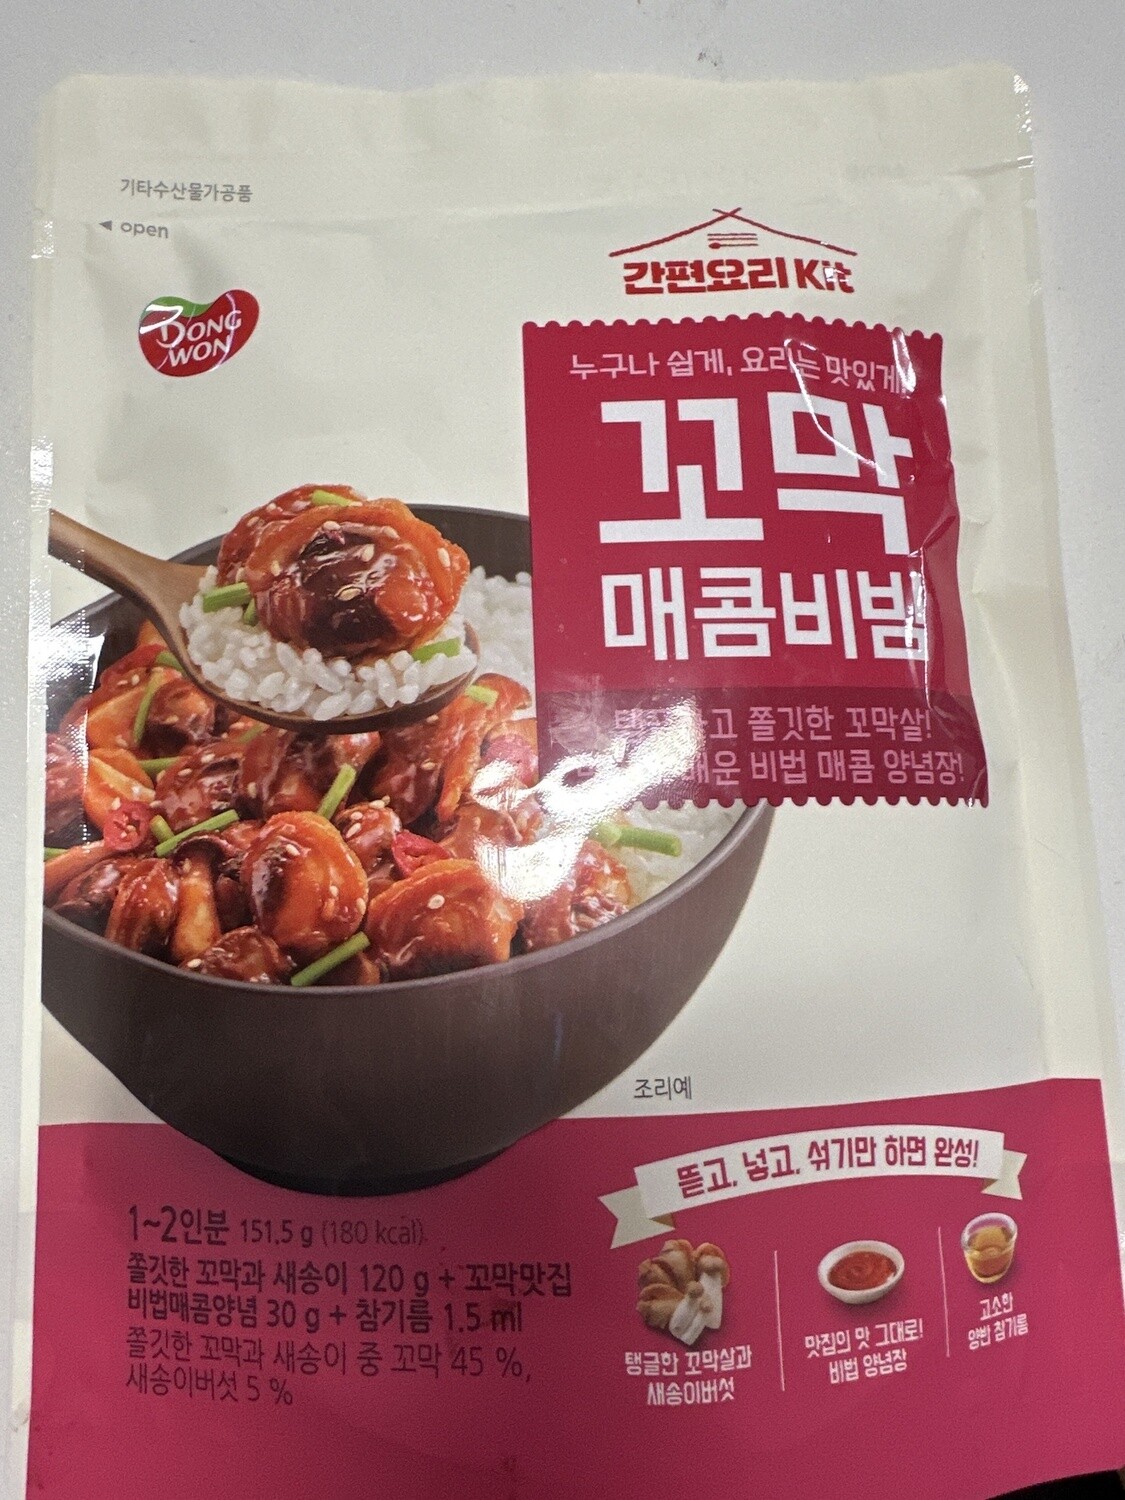 기타수산물가공품
◀ open
DONG
WON
간편요리 Kit
누구나 쉽게, 요리는 맛있게
꼬막
매콤비빔
쫄깃한 꼬막살!
매운 비법 매콤 양념장!
조리예
뜯고, 넣고, 섞기만 하면 완성!
1~2인분 151.5 g (180 kcal)
쫄깃한 꼬막과 새송이 120 g + 꼬막맛집
비법매콤양념 30 g + 참기름 1.5 ml
쫄깃한 꼬막과 새송이 중 꼬막 45 %,
새송이버섯 5 %
탱글한 꼬막살과
새송이버섯
맛집의 맛 그대로!
비법 양념장
고소한
양반 참기름